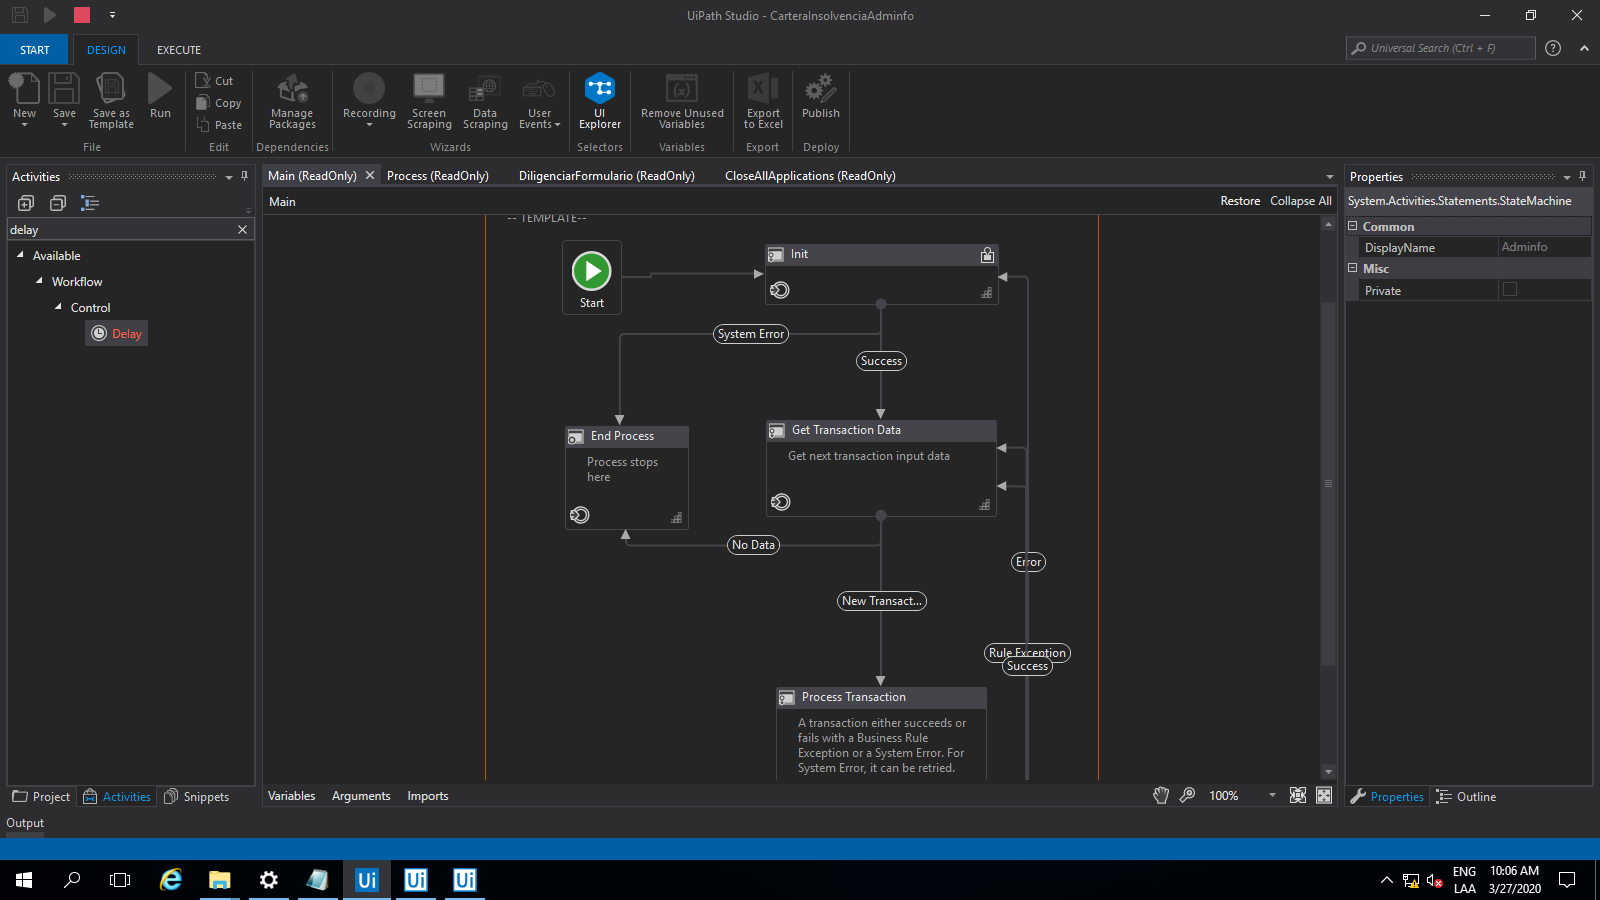 UiPath Studio - CarteraInsolvenciaAdminfo
START
DESIGN
EXECUTE
Universal Search (Ctrl + F)
New
Save
Save as Template
Run
Cut
Copy
Paste
Manage Packages
Recording
Screen Scraping
Data Scraping
User Events
UI Explorer
Remove Unused Variables
Export to Excel
Publish
File
Edit
Dependencies
Wizards
Selectors
Variables
Export
Deploy
Activities
delay
Available
Workflow
Control
Delay
Main (ReadOnly)
Process (ReadOnly)
DiligenciarFormulario (ReadOnly)
CloseAllApplications (ReadOnly)
Main
Restore
Collapse All
-- TEMPLATE--
Start
Init
System Error
Success
End Process
Process stops
here
Get Transaction Data
Get next transaction input data
No Data
Error
New Transact...
Rule Exception
Success
Process Transaction
A transaction either succeeds or
fails with a Business Rule
Exception or a System Error. For
System Error, it can be retried.
Properties
System.Activities.Statements.StateMachine
Common
DisplayName
Adminfo
Misc
Private
Project
Activities
Snippets
Variables
Arguments
Imports
100%
Properties
Outline
Output
Ui
Ui
Ui
ENG
LAA
10:06 AM
3/27/2020